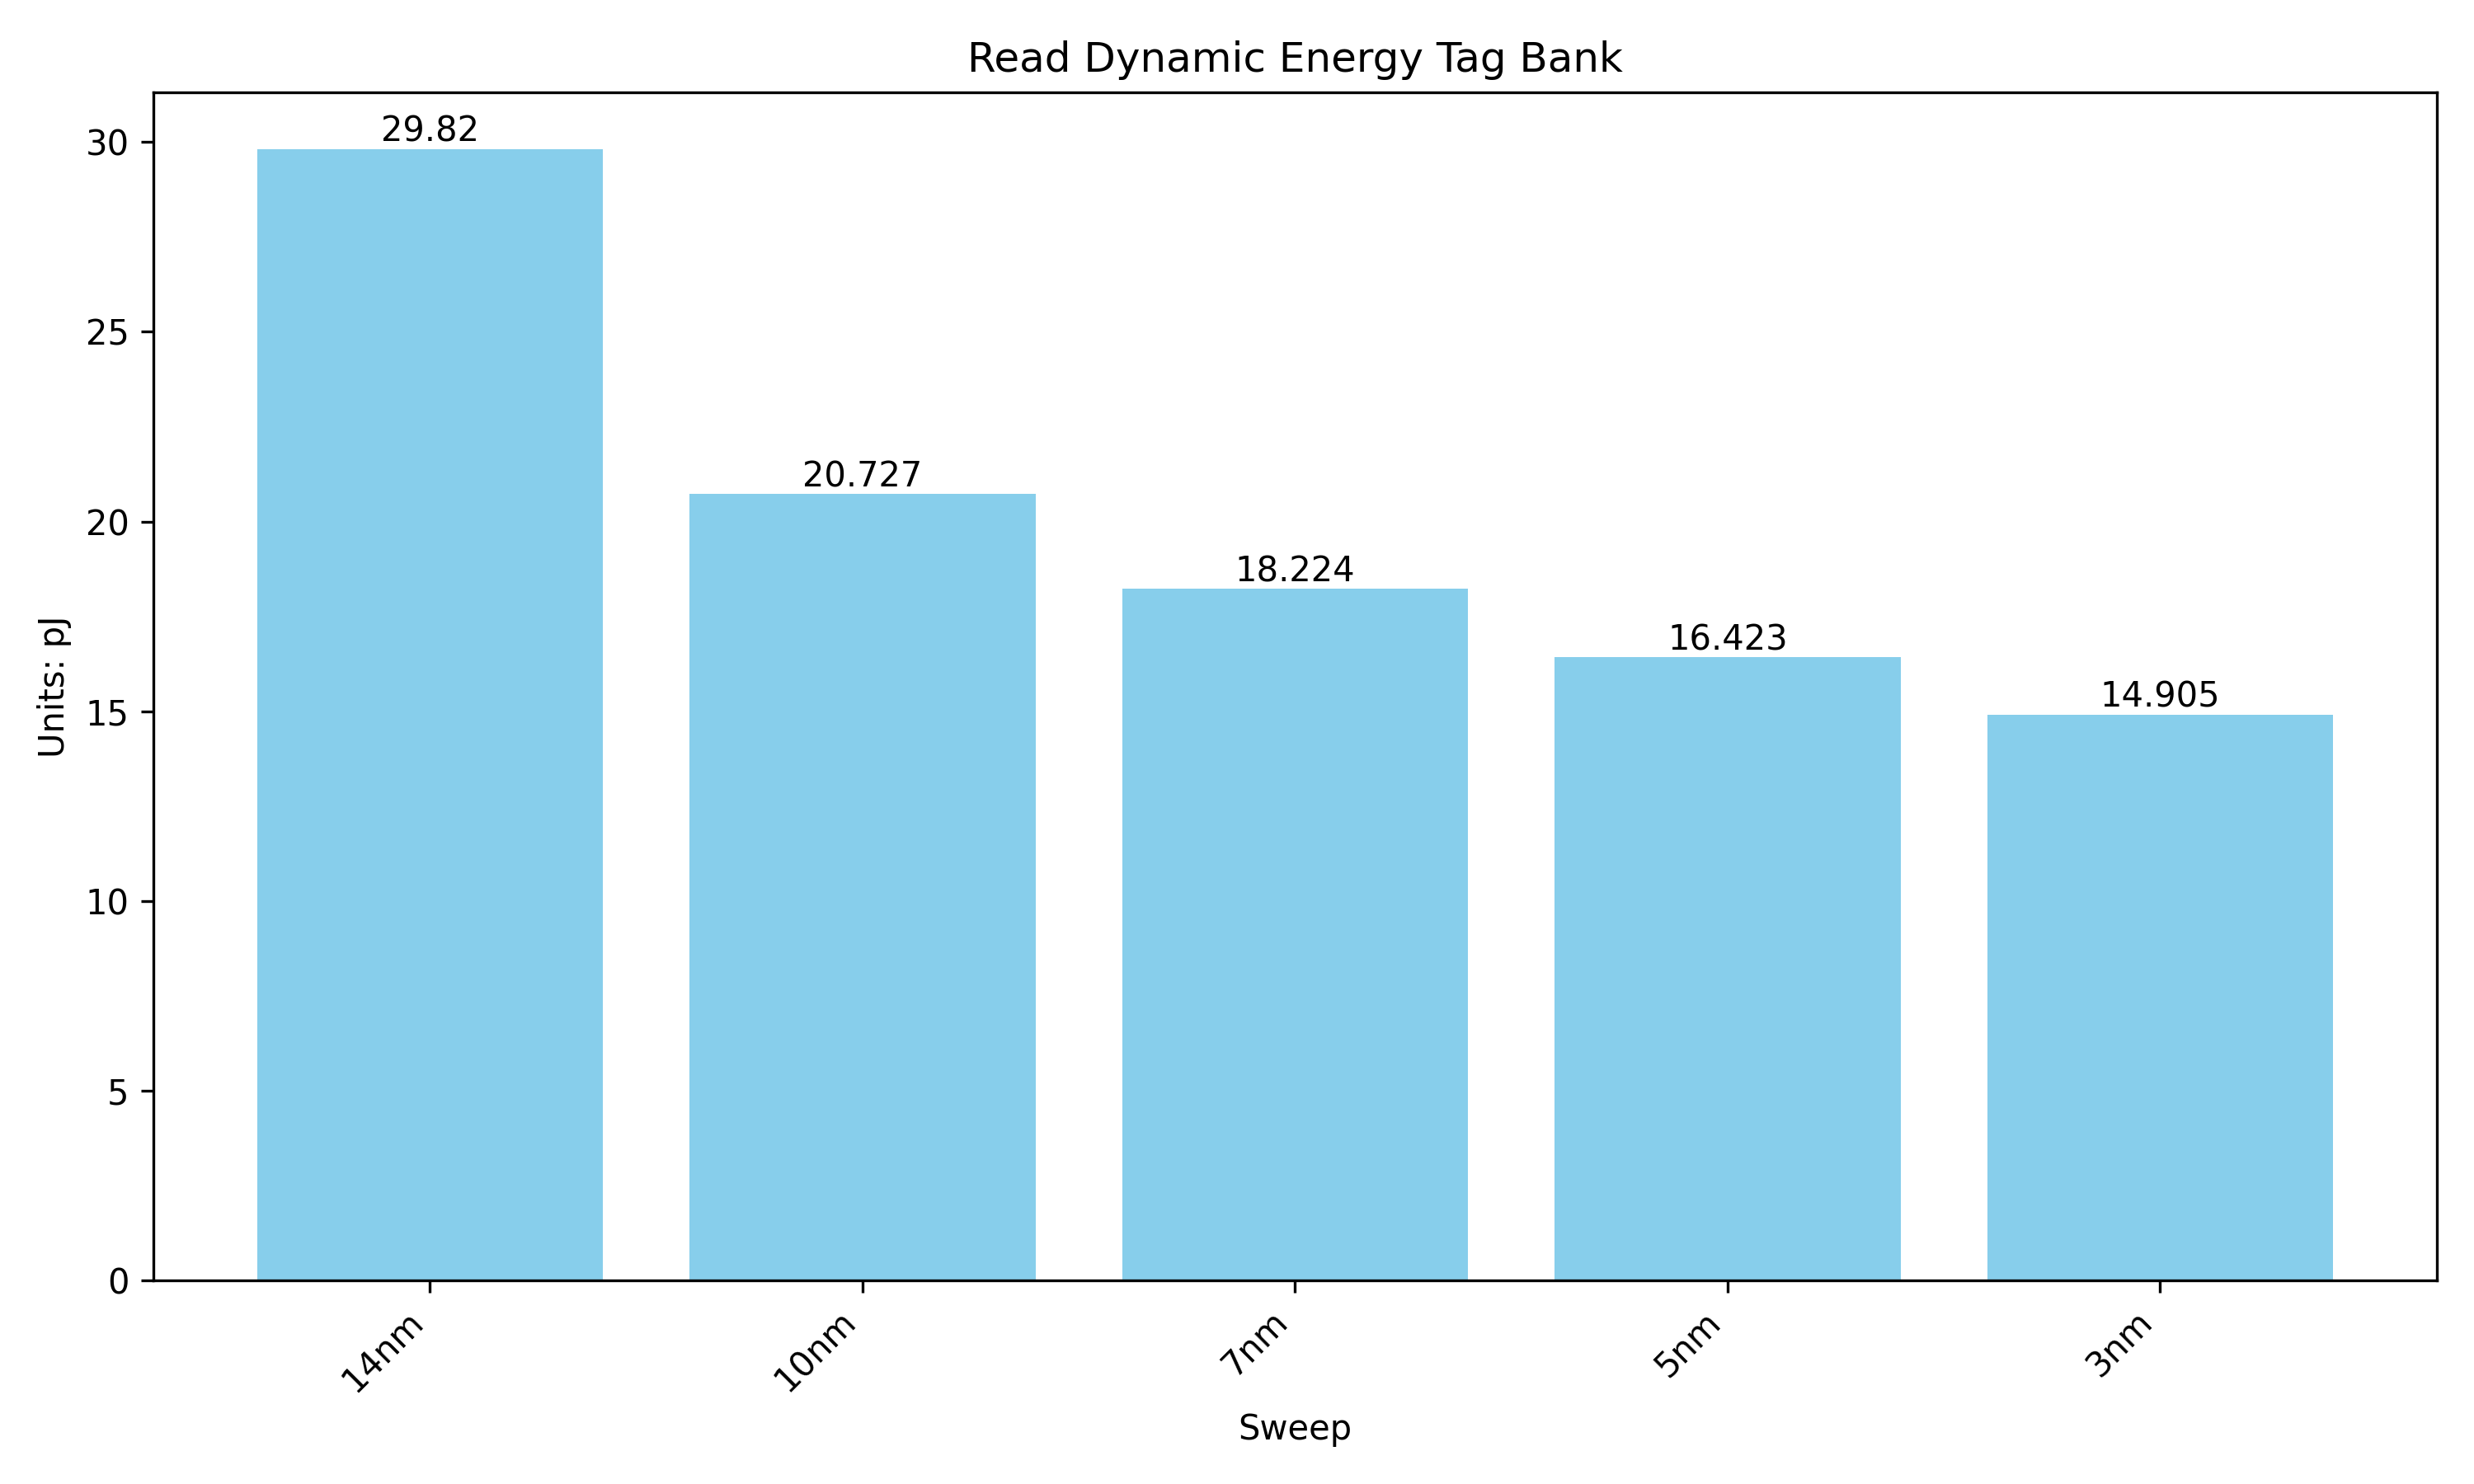 Read Dynamic Energy Tag Bank
Units: pJ
30
25
20
15
10
5
0
29.82
20.727
18.224
16.423
14.905
14nm
10nm
7nm
5nm
3nm
Sweep